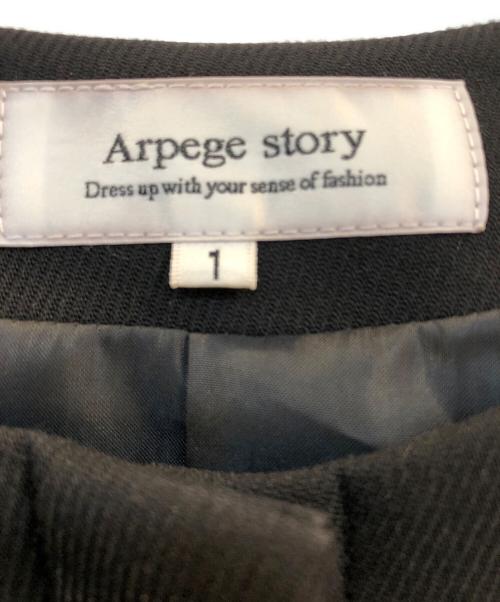 Arpege story
Dress up with your sense of fashion
1